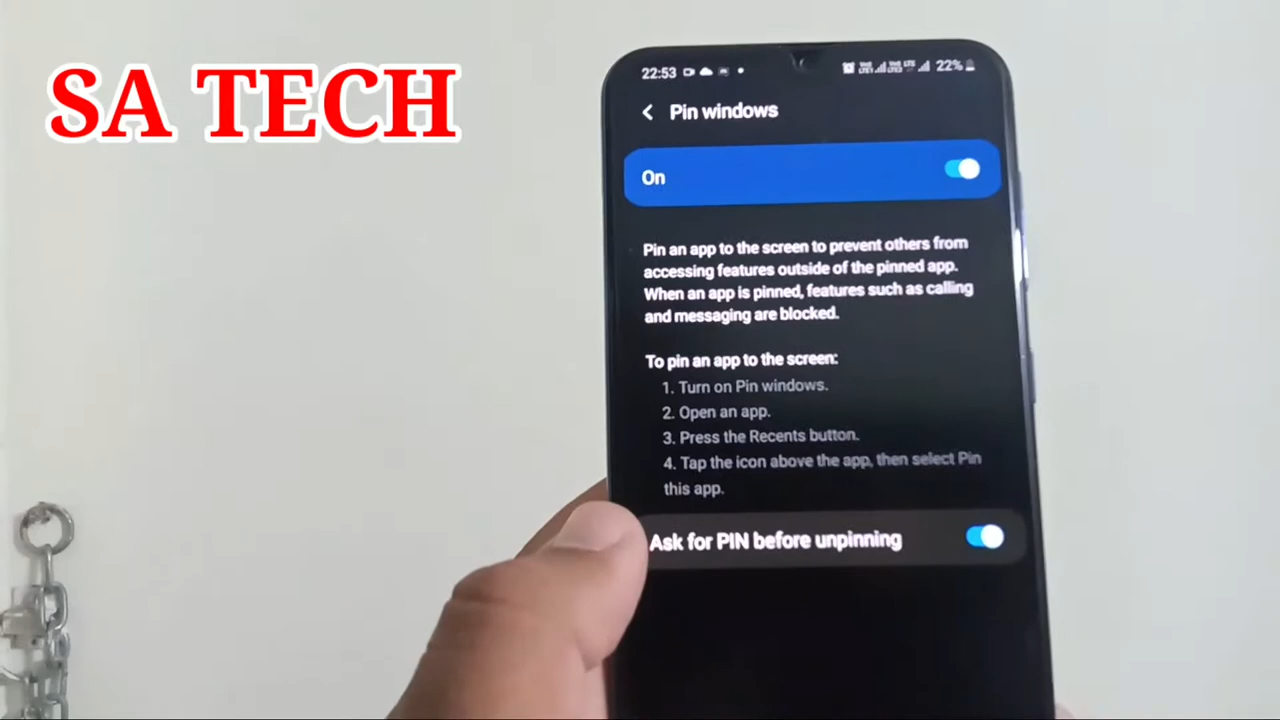 SA TECH
22:53
22%
Pin windows
On
Pin an app to the screen to prevent others from
accessing features outside of the pinned app.
When an app is pinned, features such as calling
and messaging are blocked.
To pin an app to the screen:
1. Turn on Pin windows.
2. Open an app.
3. Press the Recents button.
4. Tap the icon above the app, then select Pin
this app.
Ask for PIN before unpinning